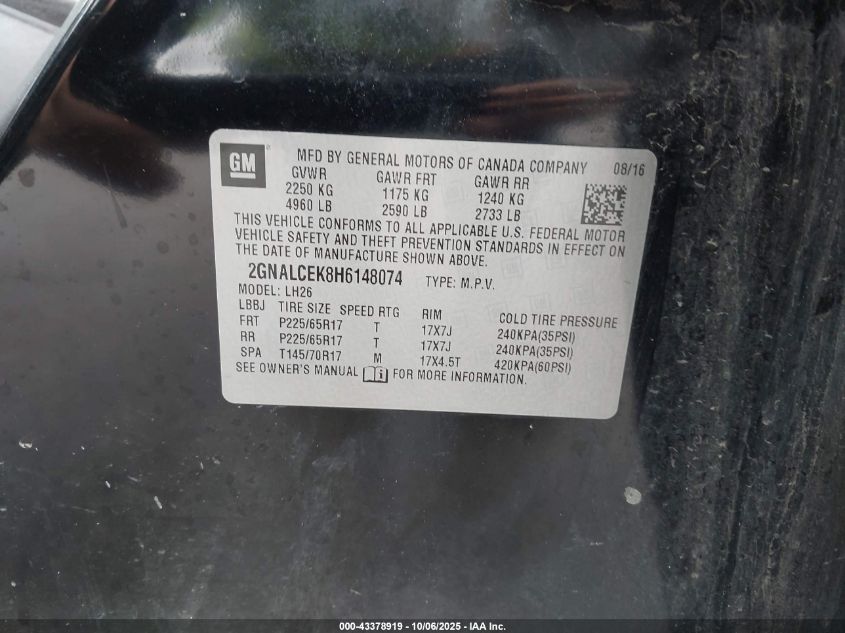 GM
MFD BY GENERAL MOTORS OF CANADA COMPANY 08/16
GVWR GAWR FRT GAWR RR
2250 KG 1175 KG 1240 KG
4960 LB 2590 LB 2733 LB
THIS VEHICLE CONFORMS TO ALL APPLICABLE U.S. FEDERAL MOTOR
VEHICLE SAFETY AND THEFT PREVENTION STANDARDS IN EFFECT ON
THE DATE OF MANUFACTURE SHOWN ABOVE.
2GNALCEK8H6148074 TYPE: M.P.V.
MODEL: LH26
LBBJ TIRE SIZE SPEED RTG RIM COLD TIRE PRESSURE
FRT P225/65R17 T 17X7J 240KPA(35PSI)
RR P225/65R17 T 17X7J 240KPA(35PSI)
SPA T145/70R17 M 17X4.5T 420KPA(60PSI)
SEE OWNER'S MANUAL i FOR MORE INFORMATION.
000-43378919 - 10/06/2025 - IAA Inc.